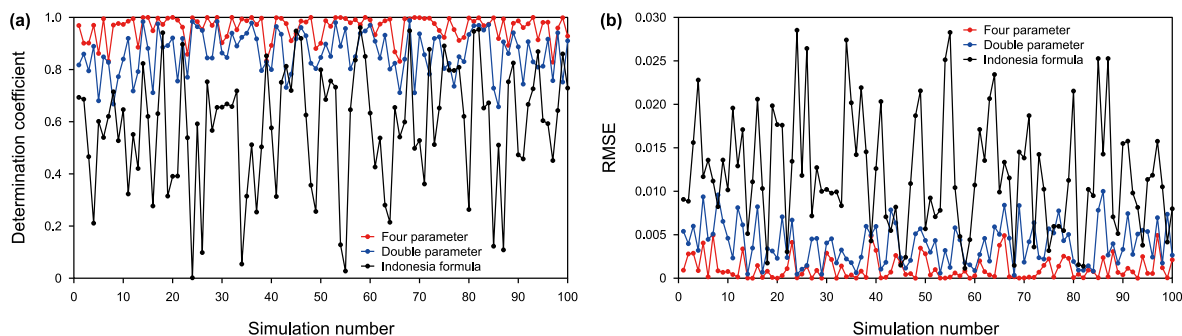 (a)
Determination coefficient
1.0
0.8
0.6
0.4
0.2
0
Four parameter
Double parameter
Indonesia formula
0 10 20 30 40 50 60 70 80 90 100
Simulation number
(b)
RMSE
0.030
0.025
0.020
0.015
0.010
0.005
0.000
Four parameter
Double parameter
Indonesia formula
0 10 20 30 40 50 60 70 80 90 100
Simulation number